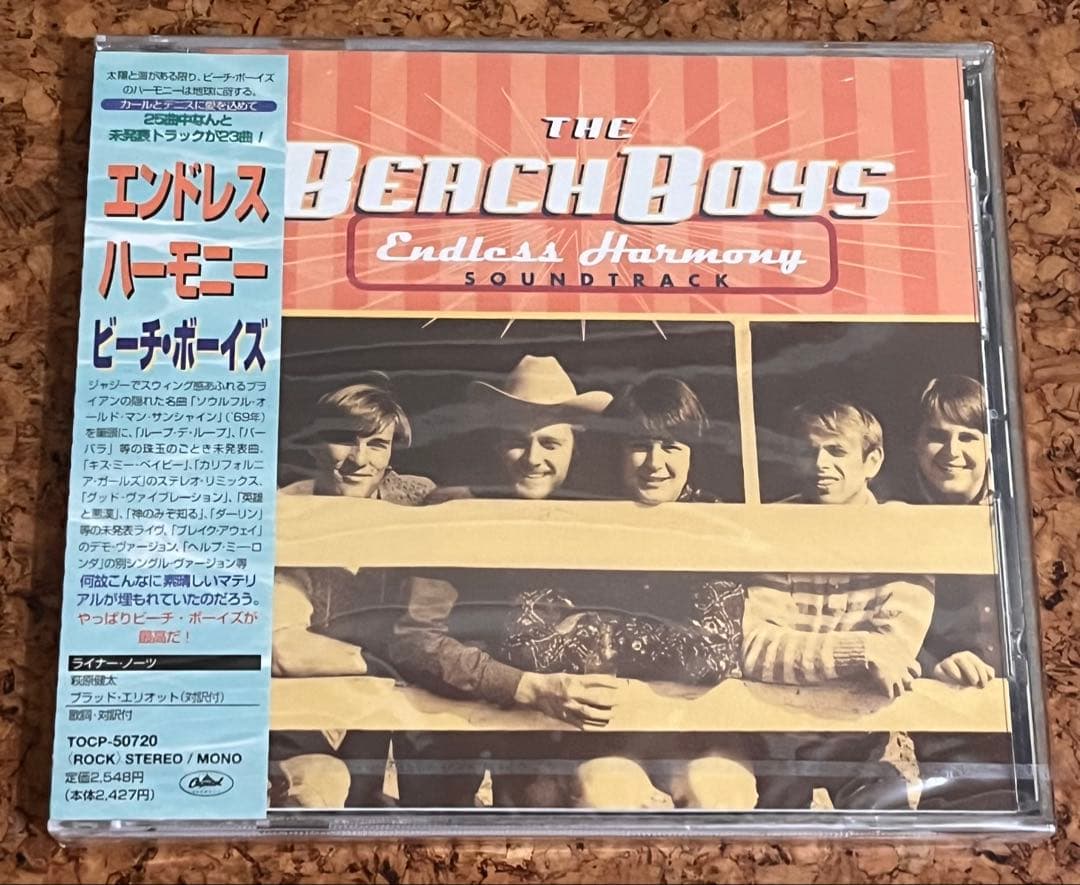 太陽と海がある限り、ビーチ・ボーイズ
のハーモニーは地球に谺する。
カールとデニスに愛を込めて
25曲中なんと
未発表トラックが23曲！
エンドレス
ハーモニー
ビーチ・ボーイズ
ジャジーでスウィング感あふれるブラ
イアンの隠れた名曲「ソウルフル・オ
ールド・マン・サンシャイン」（'69年）
を筆頭に、「ループ・デ・ループ」、「バー
バラ」等の珠玉のごとき未発表曲、
「キス・ミー・ベイビー」、「カリフォルニ
ア・ガールズ」のステレオ・リミックス、
「グッド・ヴァイブレーション」、「英雄
と悪漢」、「神のみぞ知る」、「ダーリン」
等の未発表ライヴ、「ブレイク・アウェイ」
のデモ・ヴァージョン、「ヘルプ・ミー・ロ
ンダ」の別シングル・ヴァージョン等
何故こんなに素晴しいマテリ
アルが埋もれていたのだろう。
やっぱりビーチ・ボーイズが
最高だ！
ライナー・ノーツ
萩原健太
ブラッド・エリオット（対訳付）
歌詞・対訳付
TOCP-50720
〈ROCK〉STEREO / MONO
定価2,548円
（本体2,427円）
Capitol
THE
BEACH BOYS
Endless Harmony
SOUNDTRACK